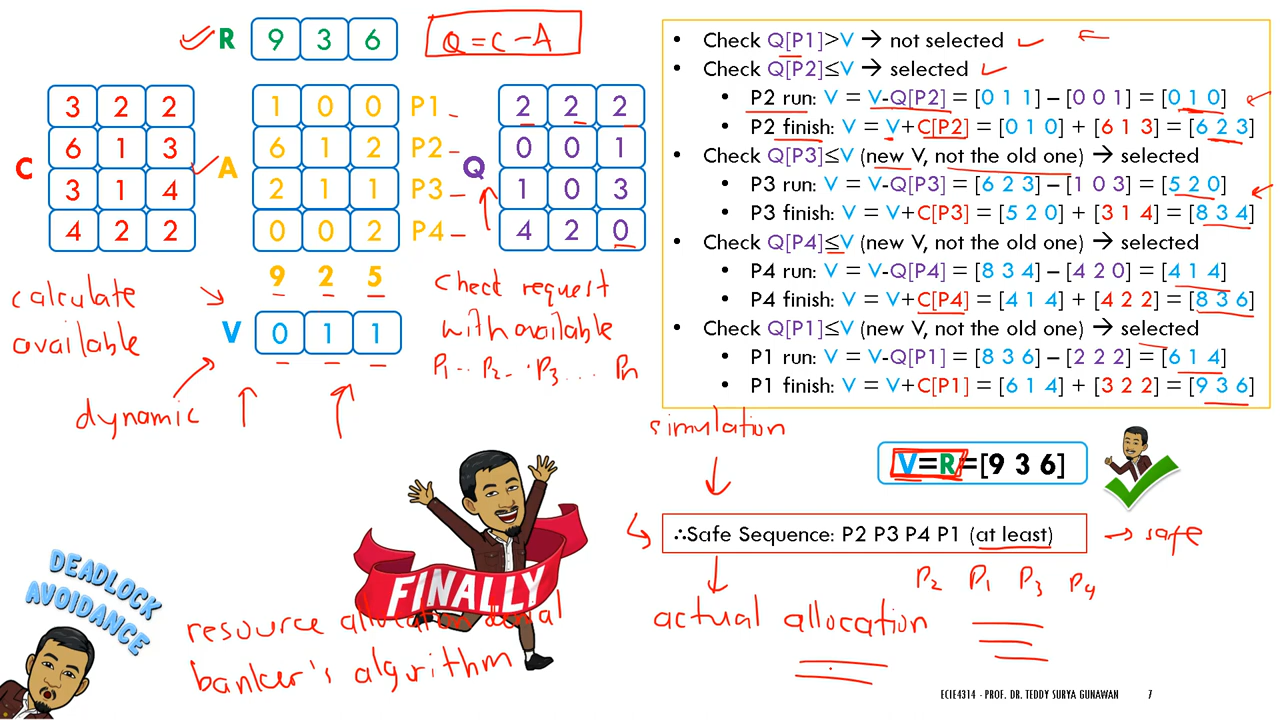 R 9 3 6
Q = C - A
C
3 2 2
6 1 3
3 1 4
4 2 2
A
1 0 0 P1
6 1 2 P2
2 1 1 P3
0 0 2 P4
9 2 5
Q
2 2 2
0 0 1
1 0 3
4 2 0
V 0 1 1
calculate
available
dynamic
check request
with available
P1 .. P2 .. P3 .... Pn
• Check Q[P1]>V → not selected
• Check Q[P2]≤V → selected
• P2 run: V = V-Q[P2] = [0 1 1] – [0 0 1] = [0 1 0]
• P2 finish: V = V+C[P2] = [0 1 0] + [6 1 3] = [6 2 3]
• Check Q[P3]≤V (new V, not the old one) → selected
• P3 run: V = V-Q[P3] = [6 2 3] – [1 0 3] = [5 2 0]
• P3 finish: V = V+C[P3] = [5 2 0] + [3 1 4] = [8 3 4]
• Check Q[P4]≤V (new V, not the old one) → selected
• P4 run: V = V-Q[P4] = [8 3 4] – [4 2 0] = [4 1 4]
• P4 finish: V = V+C[P4] = [4 1 4] + [4 2 2] = [8 3 6]
• Check Q[P1]≤V (new V, not the old one) → selected
• P1 run: V = V-Q[P1] = [8 3 6] – [2 2 2] = [6 1 4]
• P1 finish: V = V+C[P1] = [6 1 4] + [3 2 2] = [9 3 6]
simulation
V=R=[9 3 6]
∴Safe Sequence: P2 P3 P4 P1 (at least) → safe
P2 P1 P3 P4
actual allocation
DEADLOCK
AVOIDANCE
FINALLY
resource allocation
banker's algorithm
ECIE4314 - PROF. DR. TEDDY SURYA GUNAWAN 7